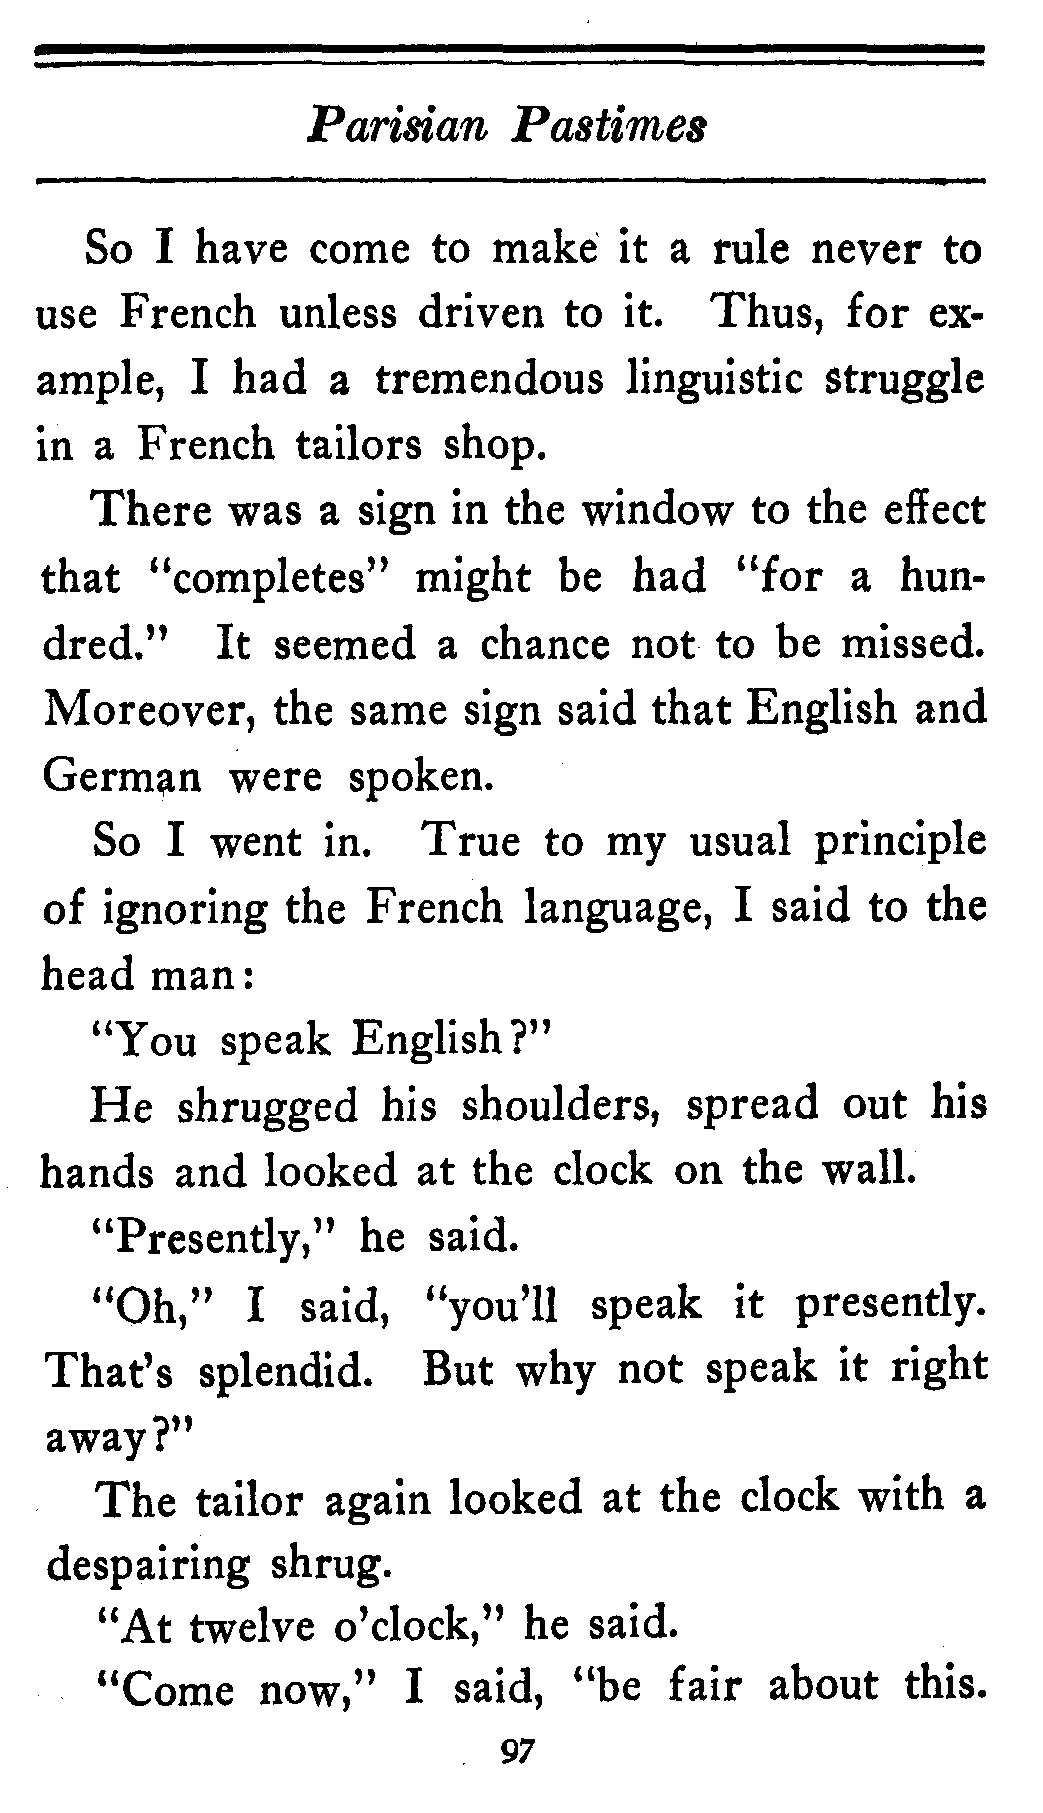 Parisian Pastimes
So I have come to make it a rule never to
use French unless driven to it. Thus, for ex-
ample, I had a tremendous linguistic struggle
in a French tailors shop.
There was a sign in the window to the effect
that "completes" might be had "for a hun-
dred." It seemed a chance not to be missed.
Moreover, the same sign said that English and
German were spoken.
So I went in. True to my usual principle
of ignoring the French language, I said to the
head man:
"You speak English?"
He shrugged his shoulders, spread out his
hands and looked at the clock on the wall.
"Presently," he said.
"Oh," I said, "you'll speak it presently.
That's splendid. But why not speak it right
away?"
The tailor again looked at the clock with a
despairing shrug.
"At twelve o'clock," he said.
"Come now," I said, "be fair about this.
97